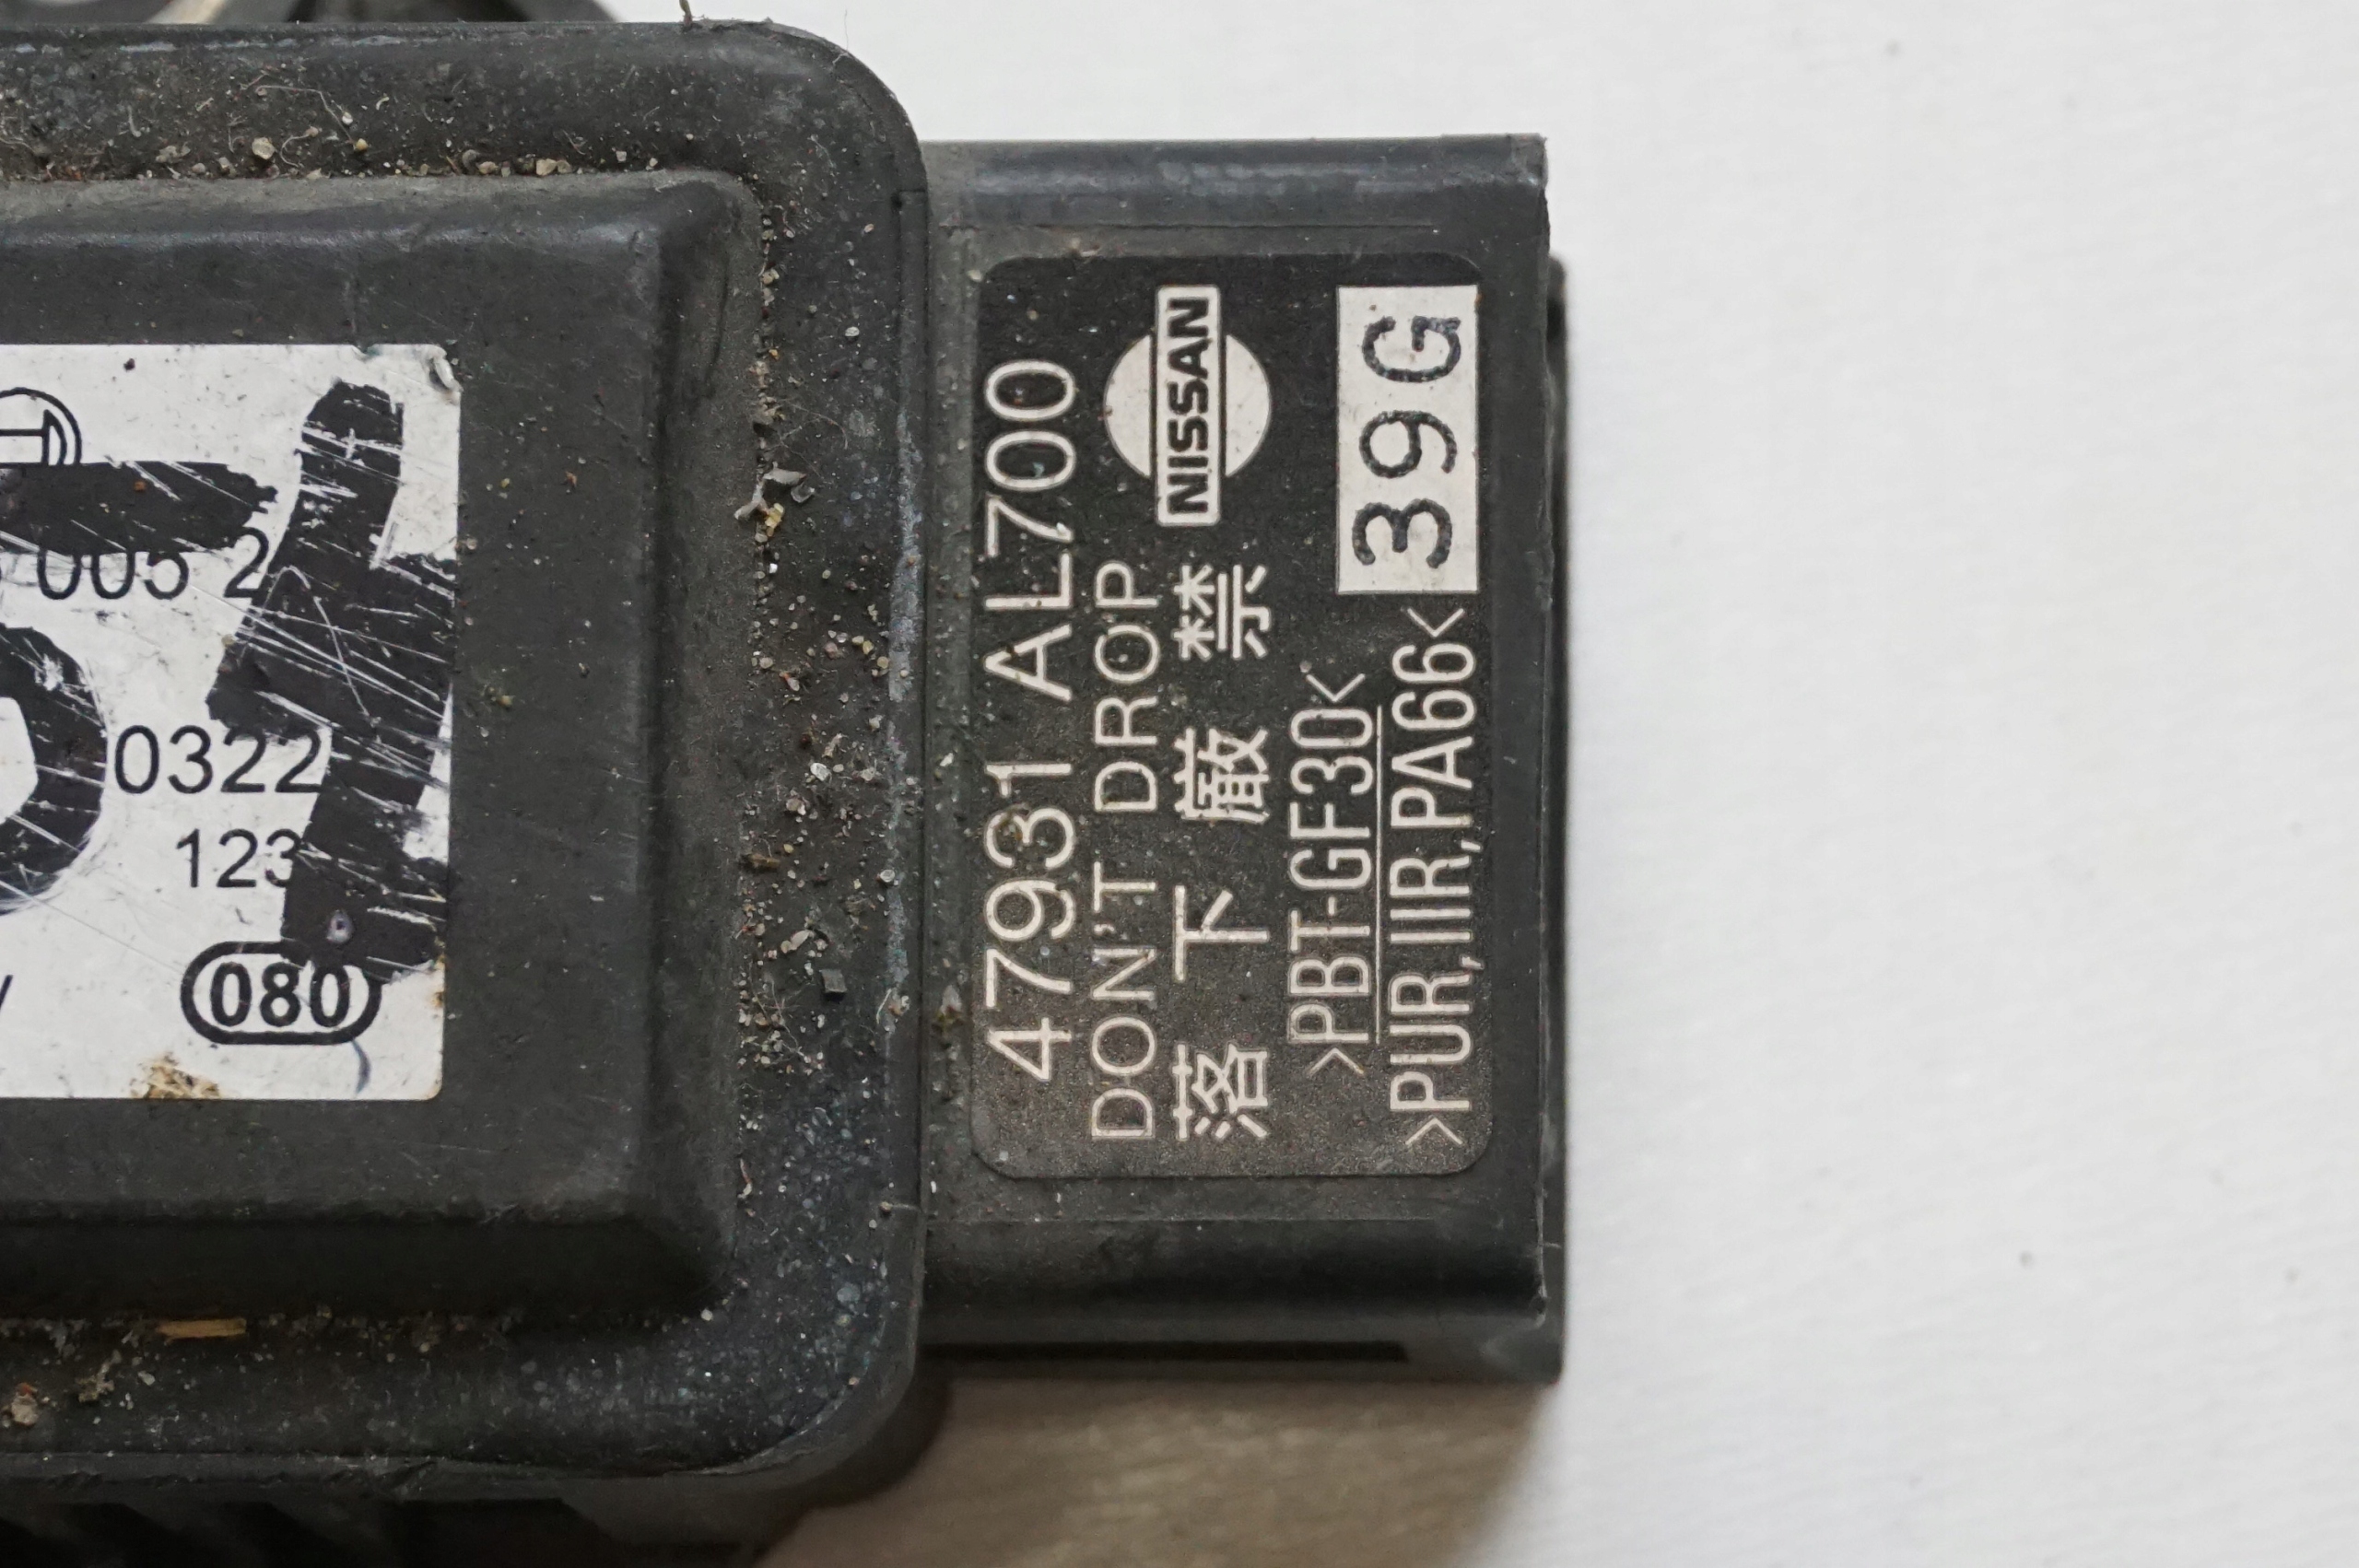 005 2
0322
123
080
47931 AL700
DON'T DROP
落下厳禁
NISSAN
>PBT-GF30<
>PUR,IIR,PA66<
39G